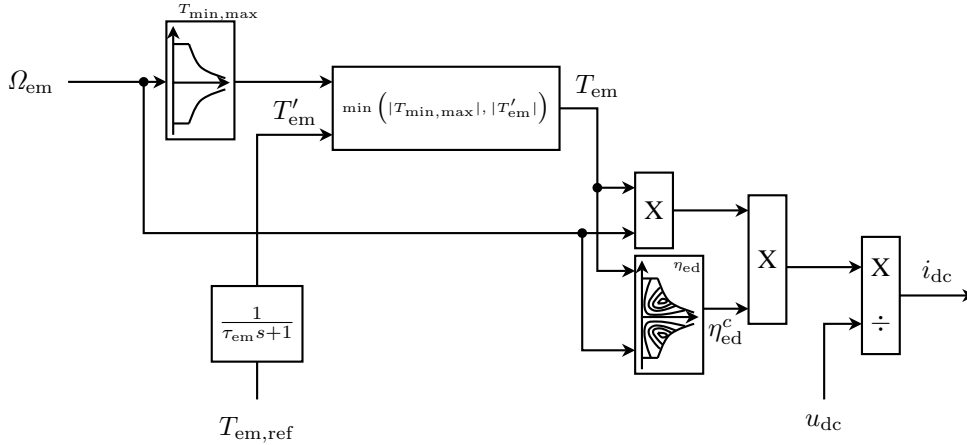 T_min,max
Ω_em
T′_em
min (|T_min,max|, |T′_em|)
T_em
X
X
X
÷
i_dc
η_ed
η^c_ed
1
τ_em s+1
T_em,ref
u_dc